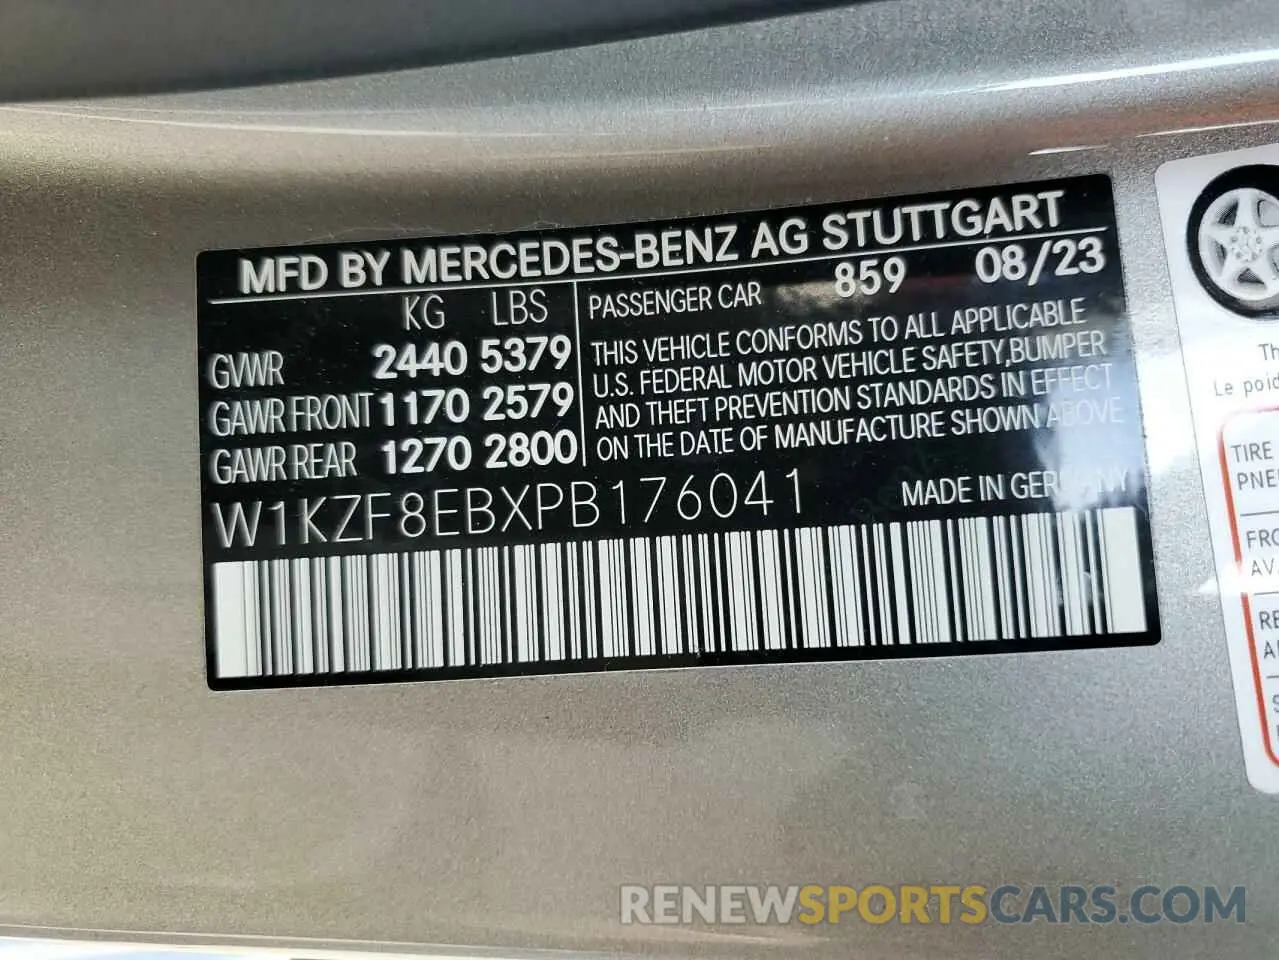 MFD BY MERCEDES-BENZ AG STUTTGART
KG LBS
GVWR 2440 5379
GAWR FRONT 1170 2579
GAWR REAR 1270 2800
PASSENGER CAR 859 08/23
THIS VEHICLE CONFORMS TO ALL APPLICABLE
U.S. FEDERAL MOTOR VEHICLE SAFETY,BUMPER
AND THEFT PREVENTION STANDARDS IN EFFECT
ON THE DATE OF MANUFACTURE SHOWN ABOVE
W1KZF8EBXPB176041 MADE IN GERMANY
Le
TIRE
RENEWSPORTSCARS.COM